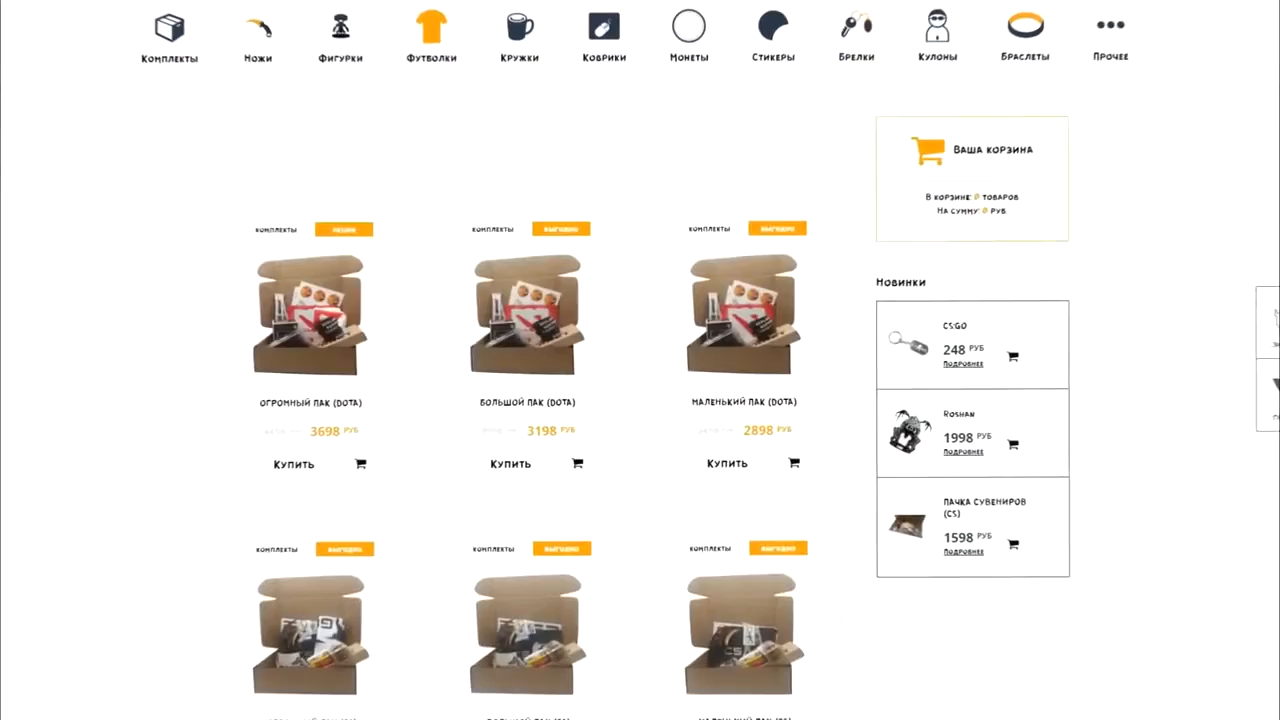 Комплекты
Ножи
Фигурки
Футболки
Кружки
Коврики
Монеты
Стикеры
Брелки
Кулоны
Браслеты
Прочее
Ваша корзина
В корзине: 0 товаров
На сумму: 0 руб
комплекты
комплекты
выгодно
комплекты
выгодно
Огромный пак (DOTA)
Большой пак (DOTA)
Маленький пак (DOTA)
3698 РУБ
3198 РУБ
2898 РУБ
Купить
Купить
Купить
Новинки
CS:GO
248 РУБ
Подробнее
Roshan
1998 РУБ
Подробнее
Пачка сувениров
(CS)
1598 РУБ
Подробнее
комплекты
выгодно
комплекты
выгодно
комплекты
выгодно